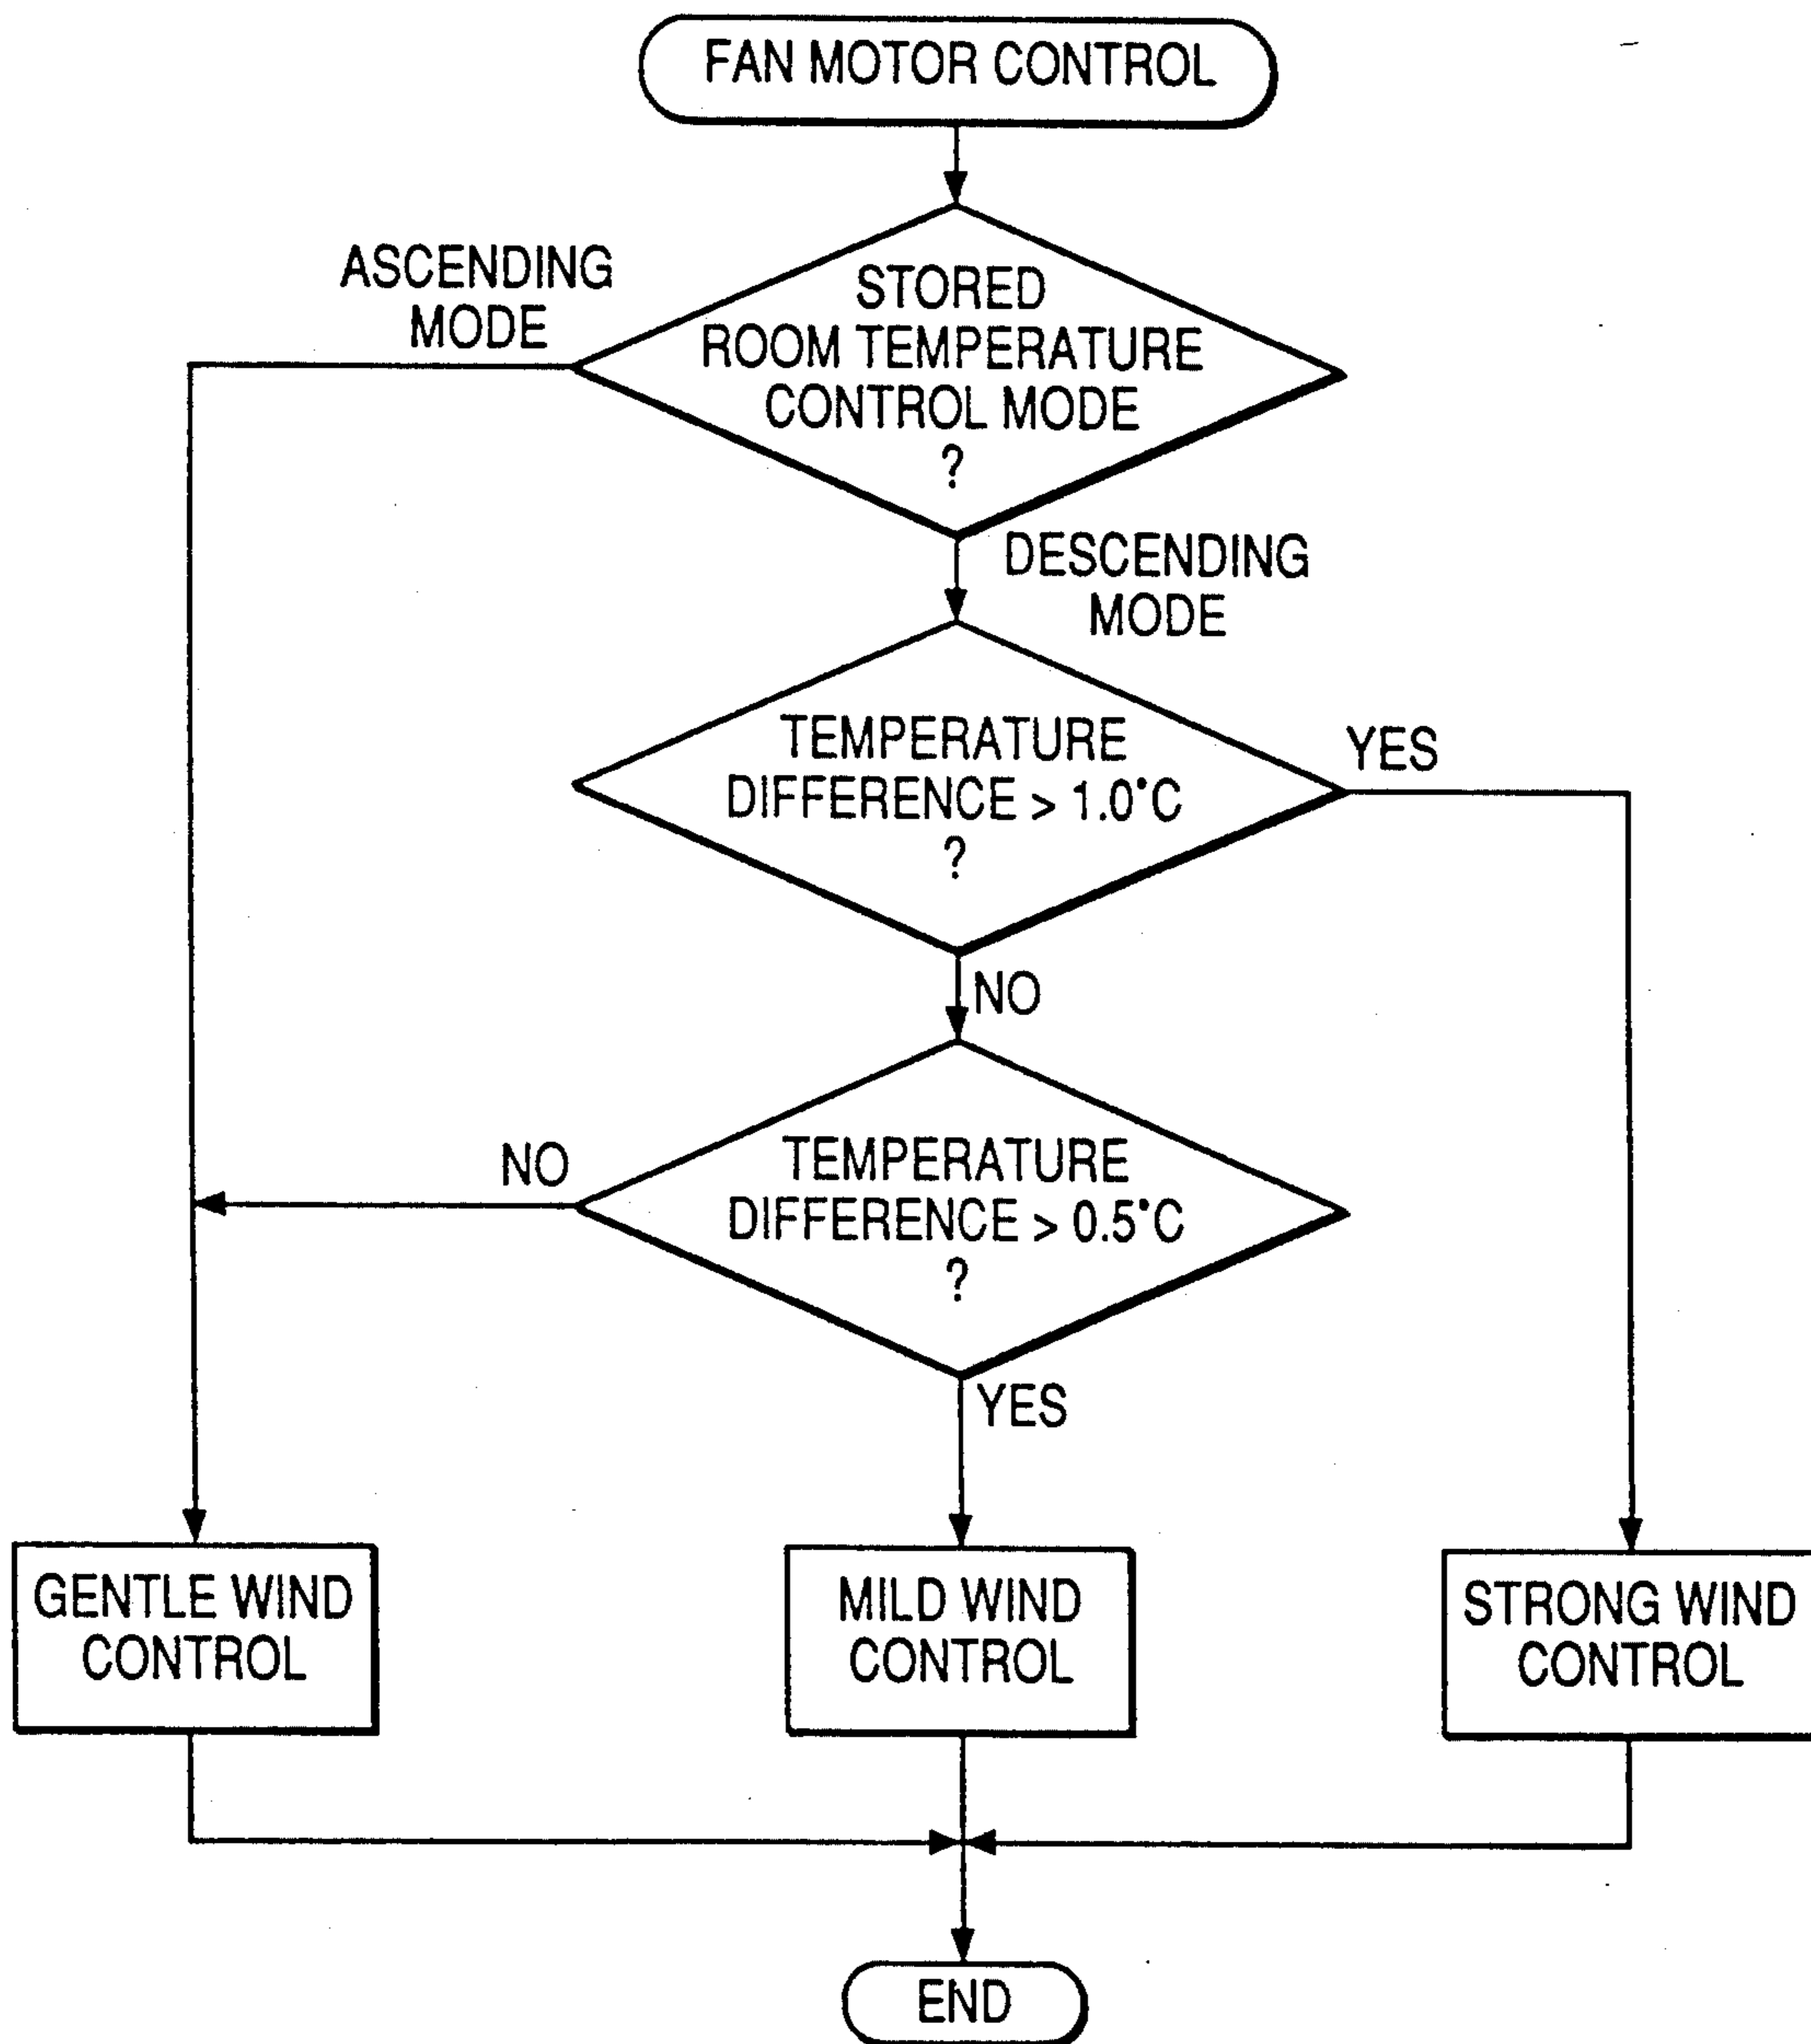 FAN MOTOR CONTROL
ASCENDING
MODE
STORED
ROOM TEMPERATURE
CONTROL MODE
?
DESCENDING
MODE
TEMPERATURE
DIFFERENCE > 1.0°C
?
YES
NO
TEMPERATURE
DIFFERENCE > 0.5°C
?
NO
YES
GENTLE WIND
CONTROL
MILD WIND
CONTROL
STRONG WIND
CONTROL
END